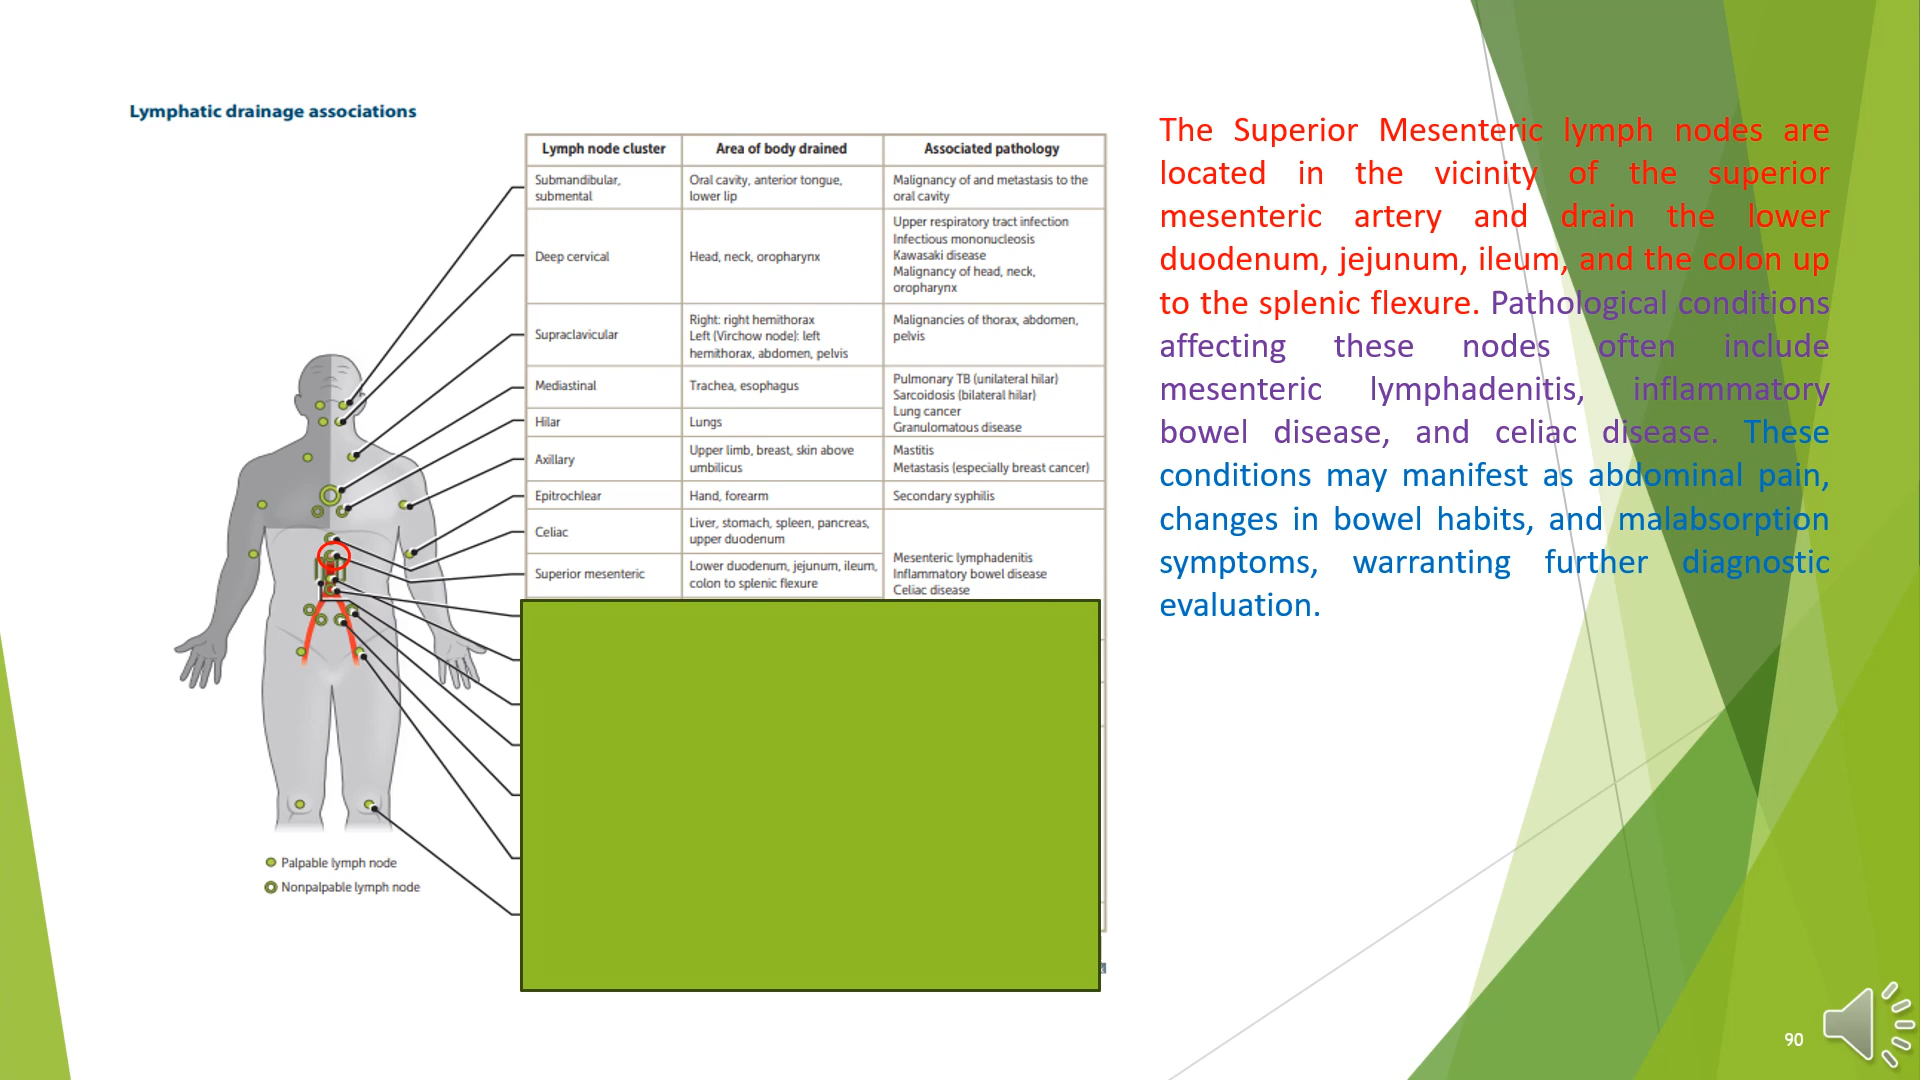 Lymphatic drainage associations
Lymph node cluster
Area of body drained
Associated pathology
Submandibular,
submental
Oral cavity, anterior tongue,
lower lip
Malignancy of and metastasis to the
oral cavity
Deep cervical
Head, neck, oropharynx
Upper respiratory tract infection
Infectious mononucleosis
Kawasaki disease
Malignancy of head, neck,
oropharynx
Supraclavicular
Right: right hemithorax
Left (Virchow node): left
hemithorax, abdomen, pelvis
Malignancies of thorax, abdomen,
pelvis
Mediastinal
Trachea, esophagus
Pulmonary TB (unilateral hilar)
Sarcoidosis (bilateral hilar)
Lung cancer
Granulomatous disease
Hilar
Lungs
Axillary
Upper limb, breast, skin above
umbilicus
Mastitis
Metastasis (especially breast cancer)
Epitrochlear
Hand, forearm
Secondary syphilis
Celiac
Liver, stomach, spleen, pancreas,
upper duodenum
Mesenteric lymphadenitis
Inflammatory bowel disease
Celiac disease
Superior mesenteric
Lower duodenum, jejunum, ileum,
colon to splenic flexure
Palpable lymph node
Nonpalpable lymph node
The Superior Mesenteric lymph nodes are
located in the vicinity of the superior
mesenteric artery and drain the lower
duodenum, jejunum, ileum, and the colon up
to the splenic flexure. Pathological conditions
affecting these nodes often include
mesenteric lymphadenitis, inflammatory
bowel disease, and celiac disease. These
conditions may manifest as abdominal pain,
changes in bowel habits, and malabsorption
symptoms, warranting further diagnostic
evaluation.
90